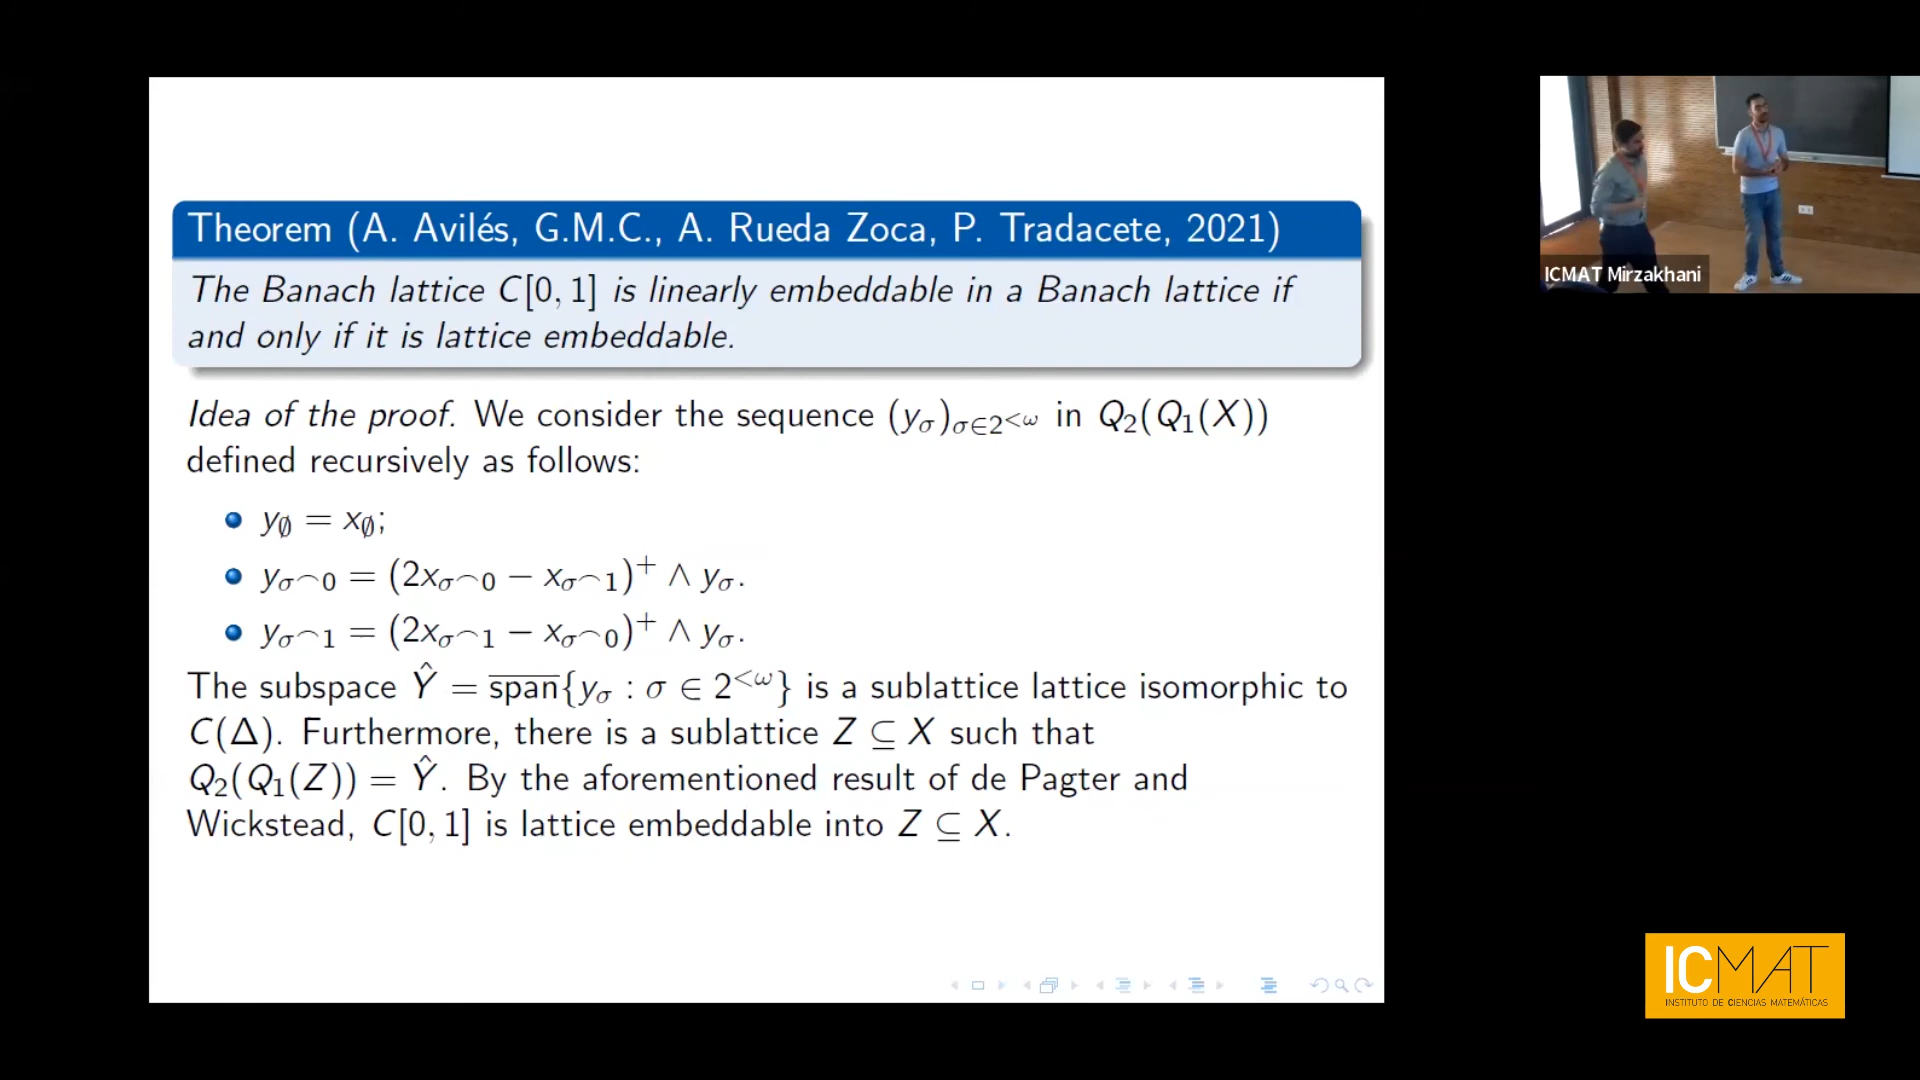 Theorem (A. Avilés, G.M.C., A. Rueda Zoca, P. Tradacete, 2021)
The Banach lattice C[0, 1] is linearly embeddable in a Banach lattice if
and only if it is lattice embeddable.
Idea of the proof. We consider the sequence (y_σ)_{σ∈2^{<ω}} in Q₂(Q₁(X))
defined recursively as follows:
y_∅ = x_∅;
y_{σ⌢0} = (2x_{σ⌢0} − x_{σ⌢1})⁺ ∧ y_σ.
y_{σ⌢1} = (2x_{σ⌢1} − x_{σ⌢0})⁺ ∧ y_σ.
The subspace Ŷ = \overline{span}{y_σ : σ ∈ 2^{<ω}} is a sublattice lattice isomorphic to
C(Δ). Furthermore, there is a sublattice Z ⊆ X such that
Q₂(Q₁(Z)) = Ŷ. By the aforementioned result of de Pagter and
Wickstead, C[0, 1] is lattice embeddable into Z ⊆ X.
ICMAT Mirzakhani
ICMAT
INSTITUTO DE CIENCIAS MATEMÁTICAS